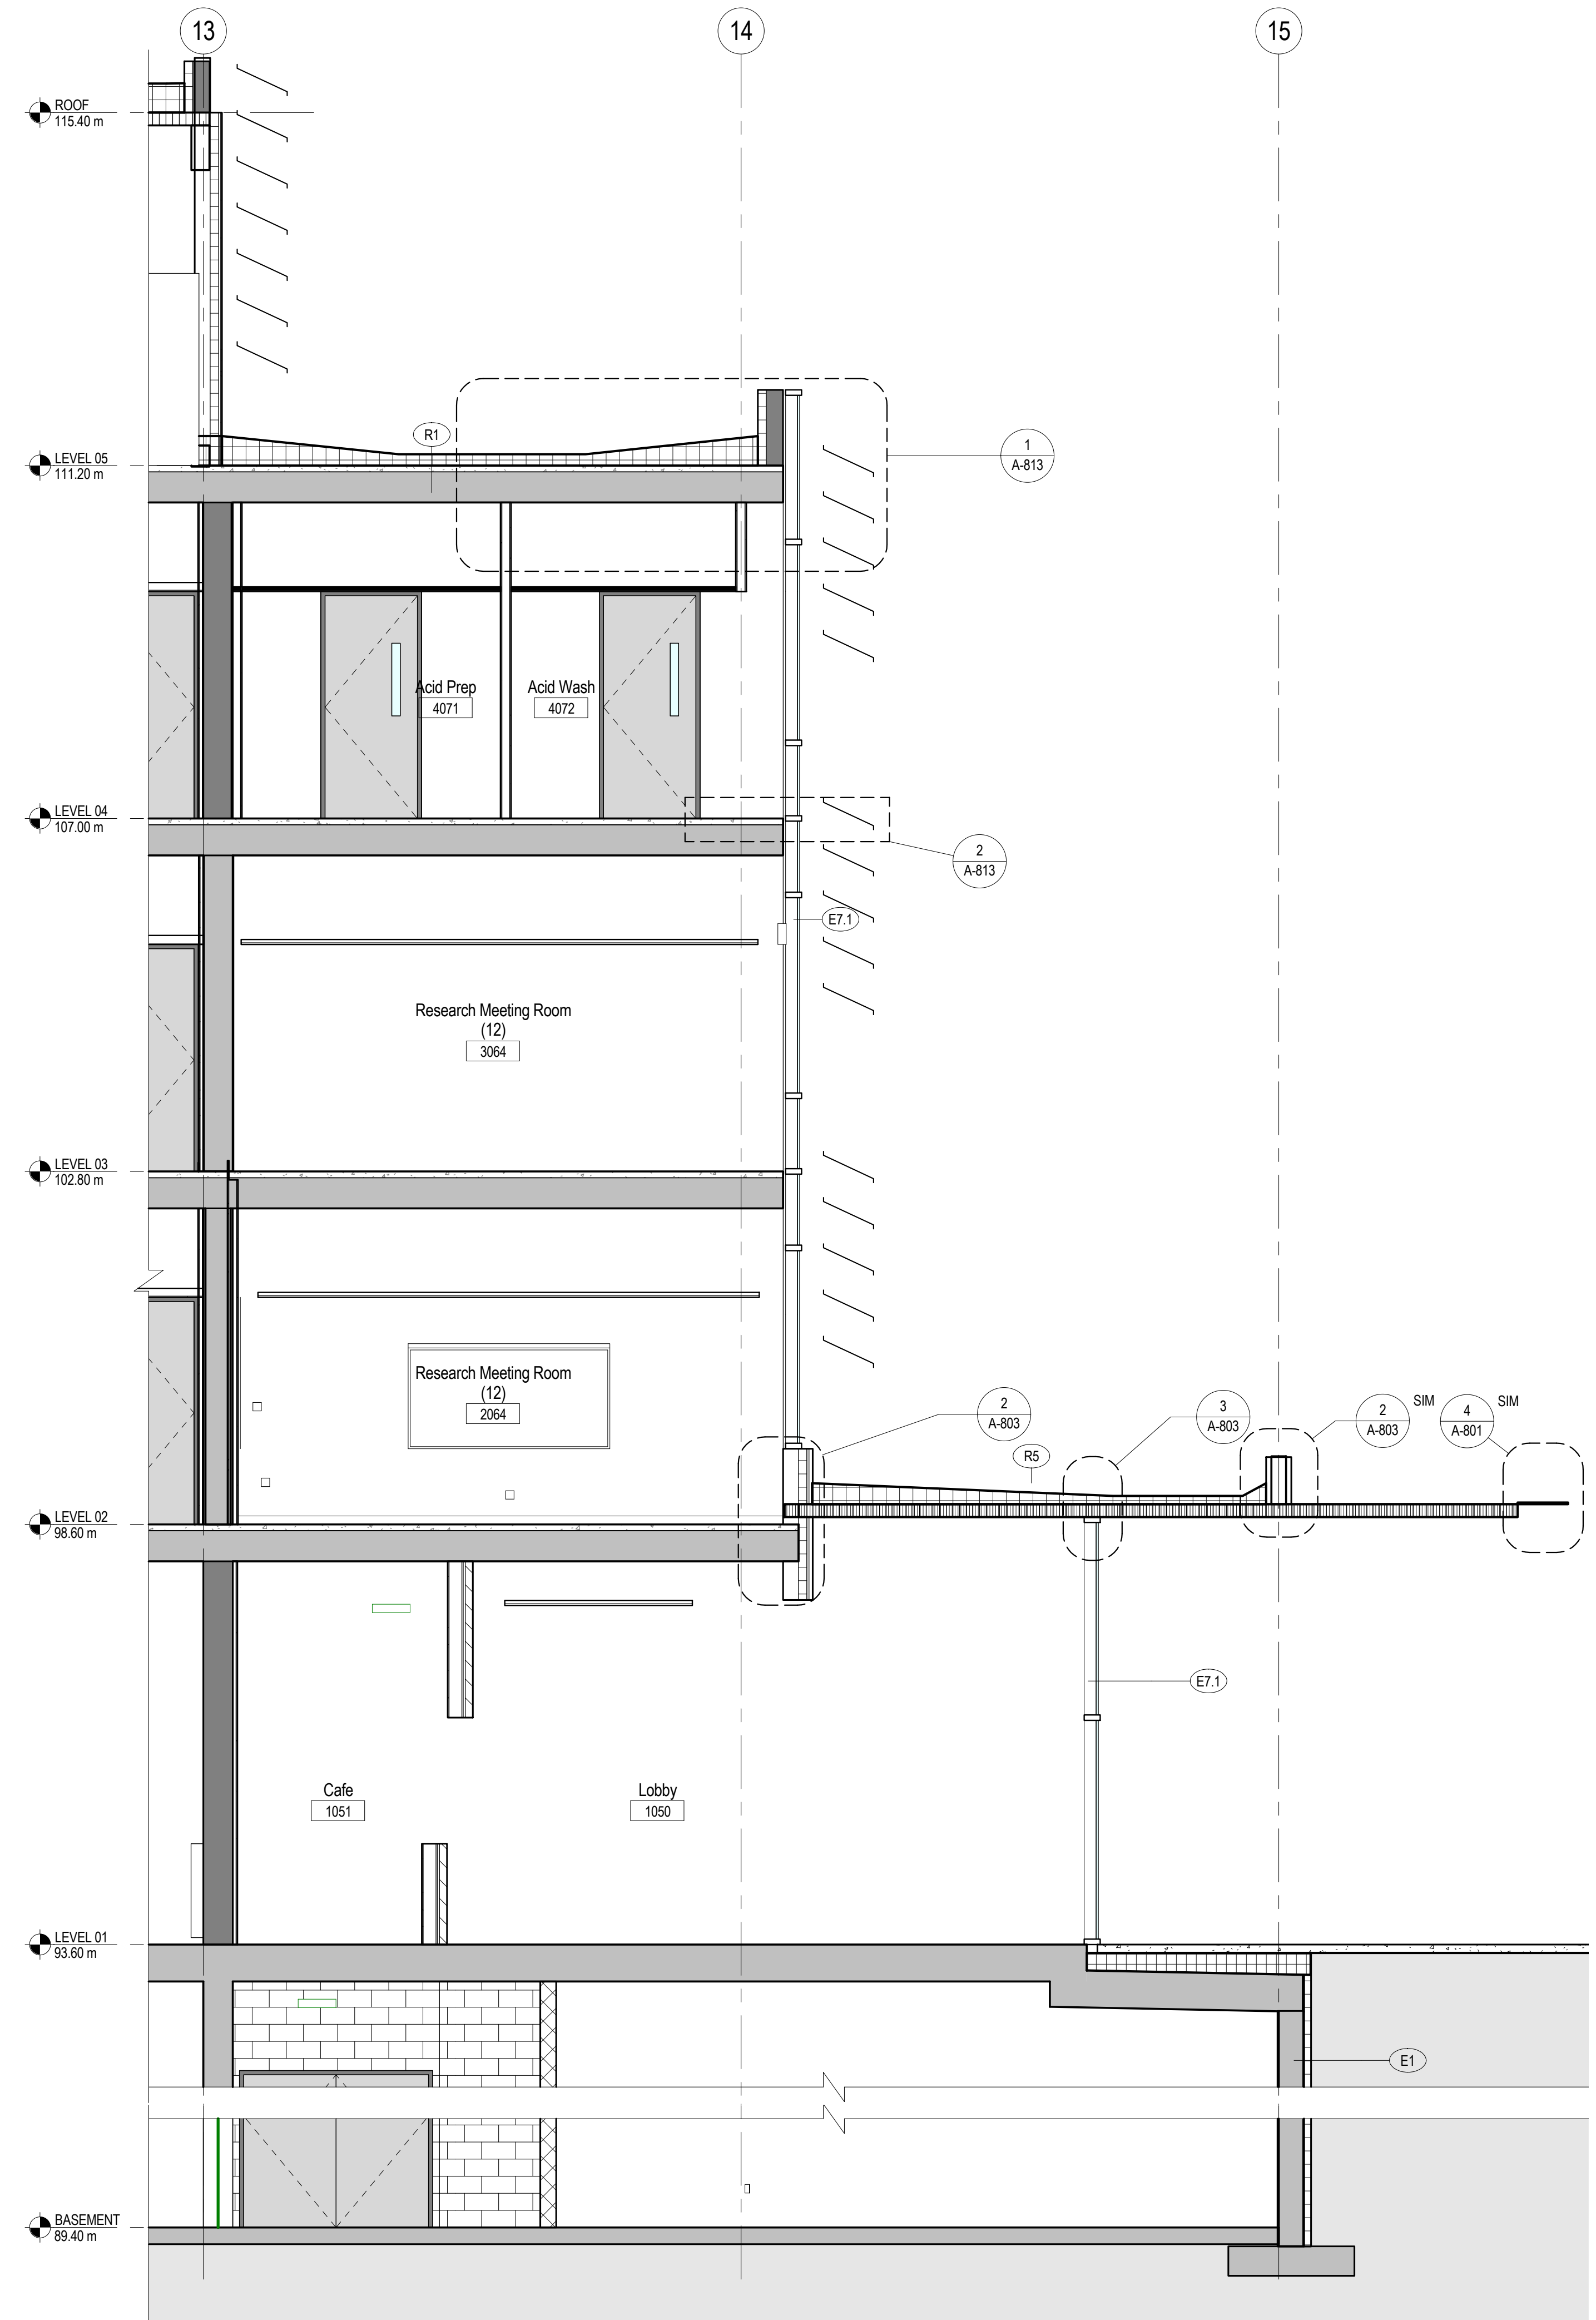 13
14
15
ROOF
115.40 m
R1
1
A-813
LEVEL 05
111.20 m
Acid Prep
4071
Acid Wash
4072
LEVEL 04
107.00 m
2
A-813
E7.1
Research Meeting Room
(12)
3064
LEVEL 03
102.80 m
Research Meeting Room
(12)
2064
2
A-803
3
A-803
2
A-803
SIM
4
A-801
SIM
R5
LEVEL 02
98.60 m
E7.1
Cafe
1051
Lobby
1050
LEVEL 01
93.60 m
E1
BASEMENT
89.40 m